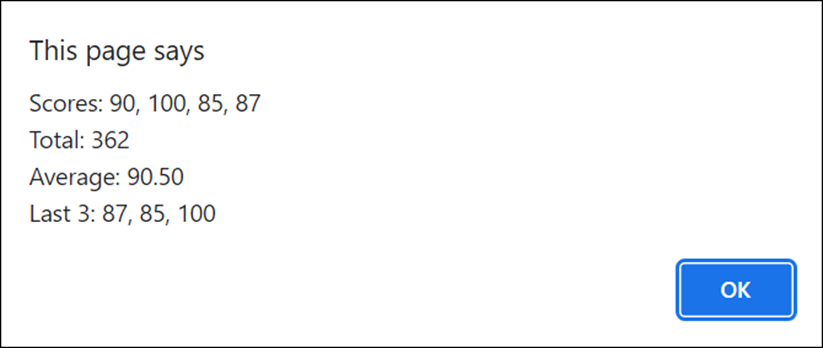 This page says
Scores: 90, 100, 85, 87
Total: 362
Average: 90.50
Last 3: 87, 85, 100
OK